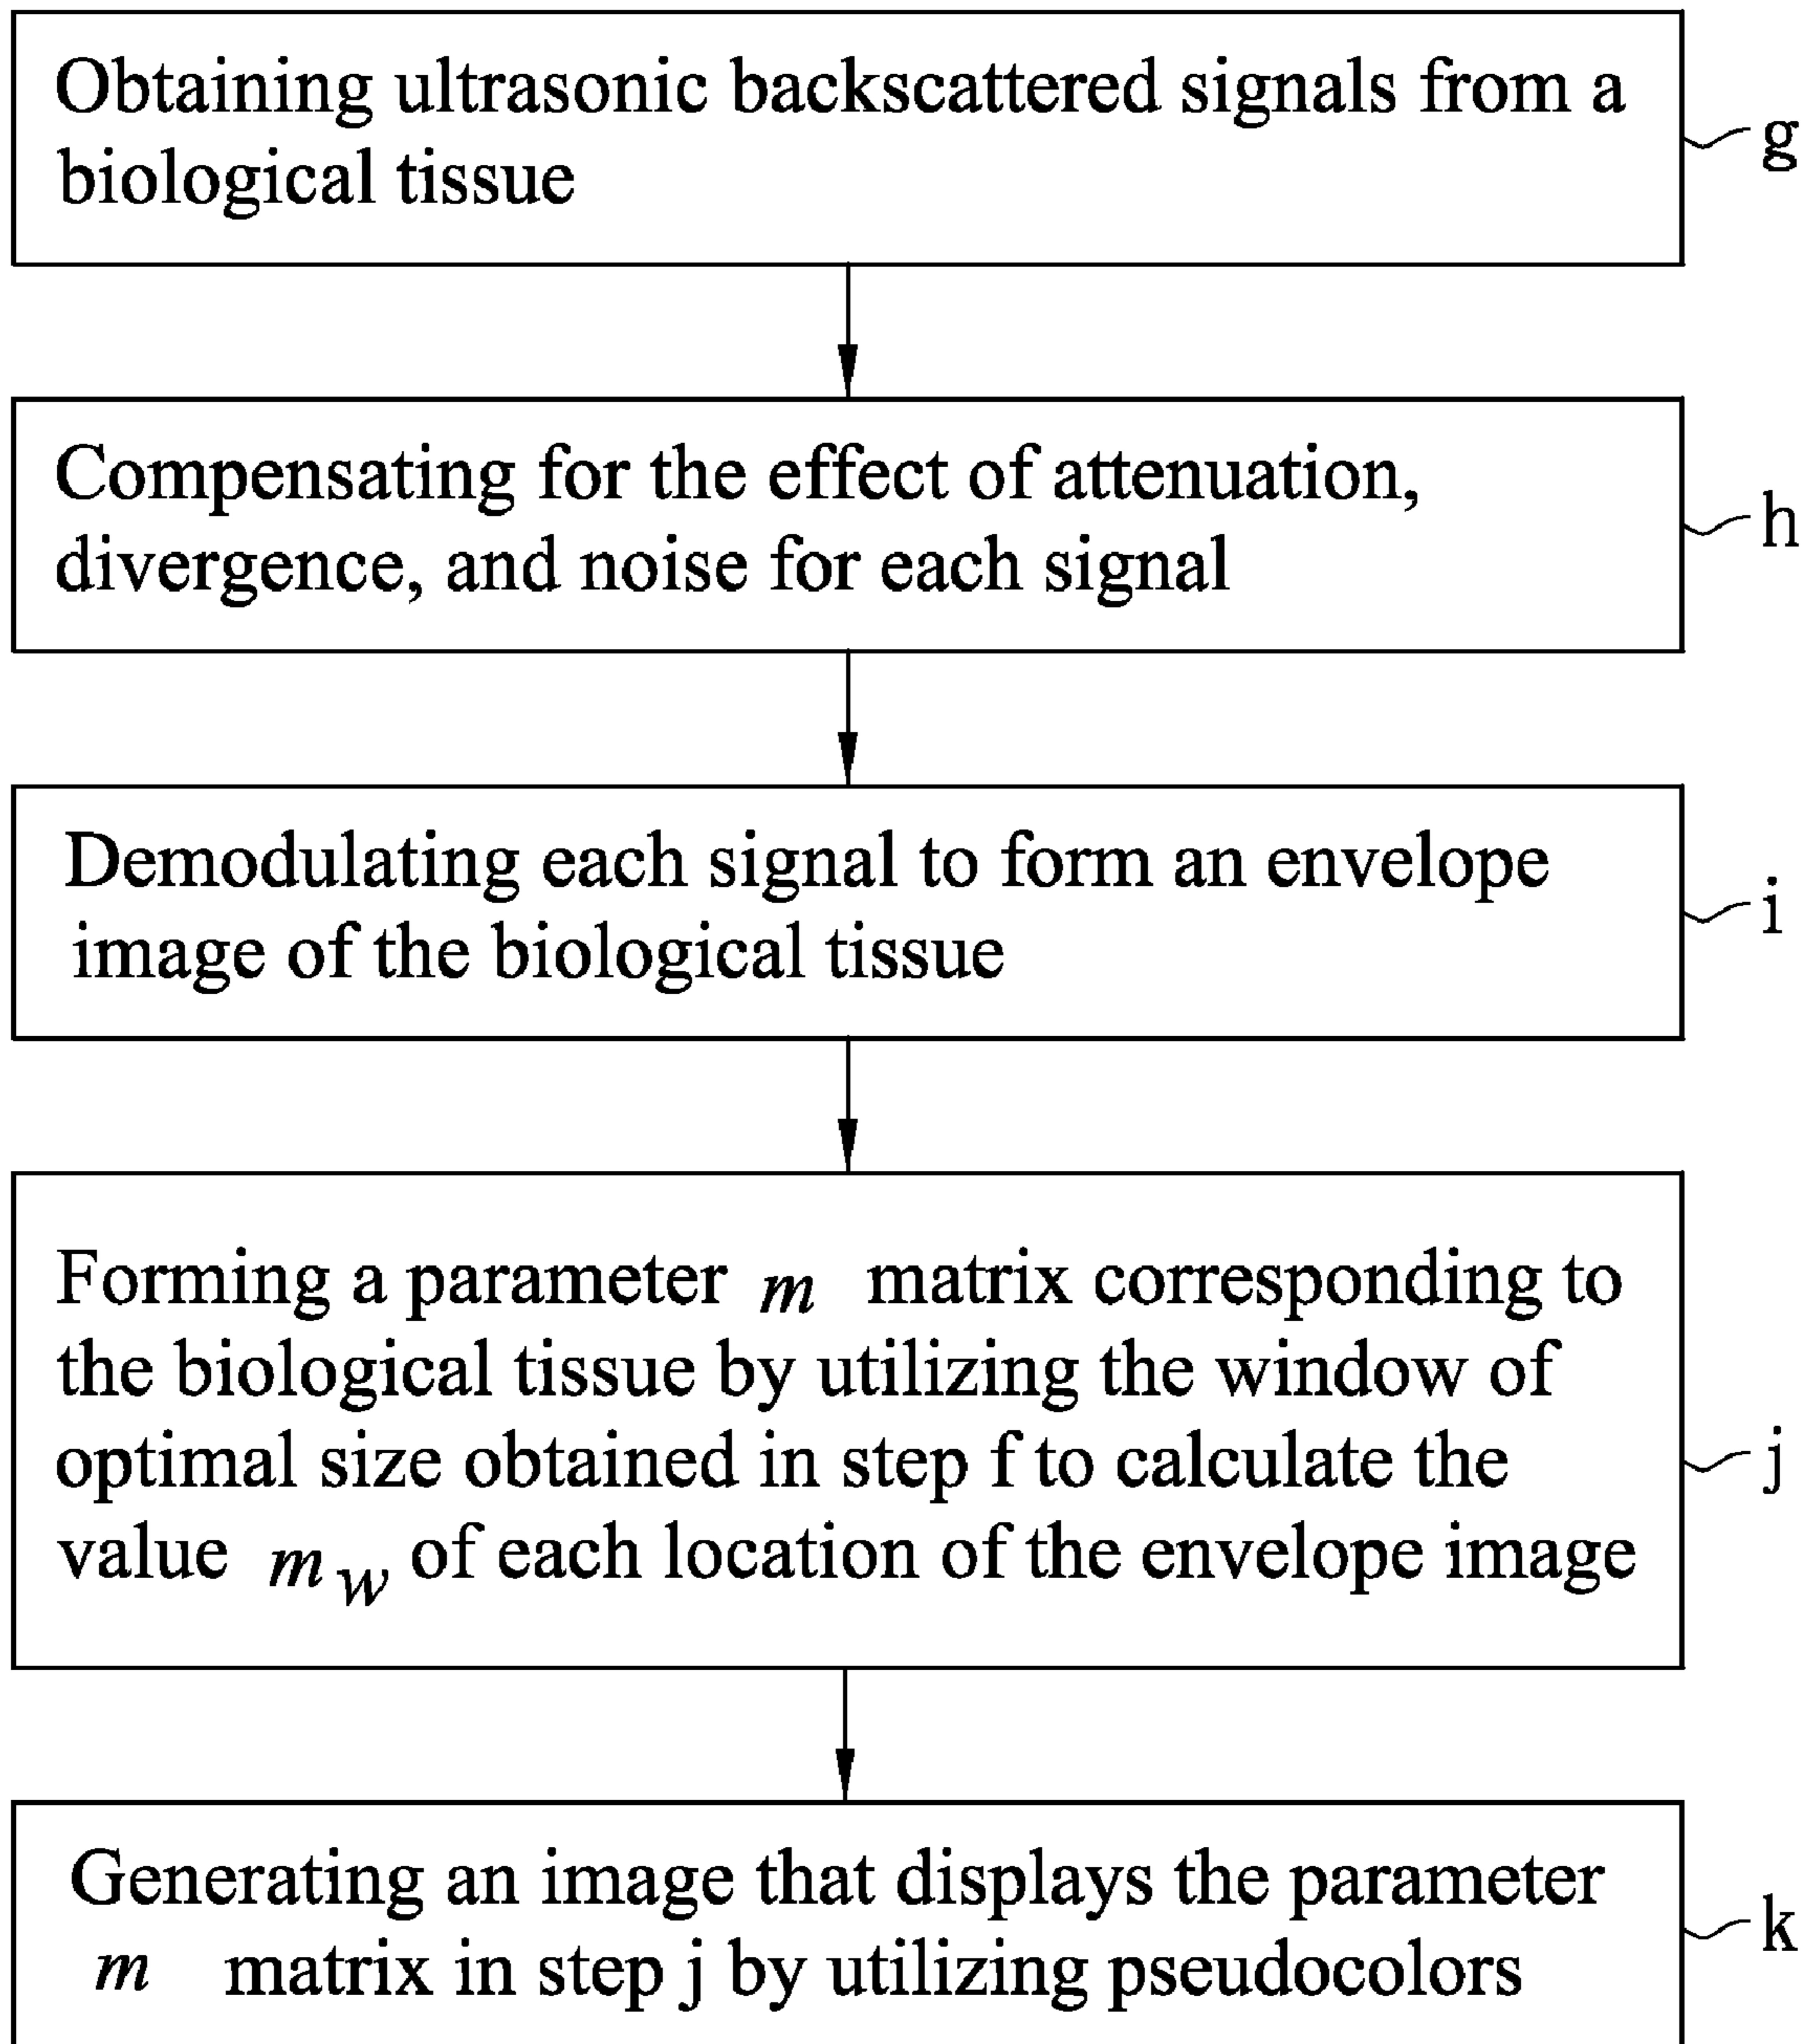 Obtaining ultrasonic backscattered signals from a
biological tissue
g
Compensating for the effect of attenuation,
divergence, and noise for each signal
h
Demodulating each signal to form an envelope
image of the biological tissue
i
Forming a parameter m matrix corresponding to
the biological tissue by utilizing the window of
optimal size obtained in step f to calculate the
value m_w of each location of the envelope image
j
Generating an image that displays the parameter
m matrix in step j by utilizing pseudocolors
k